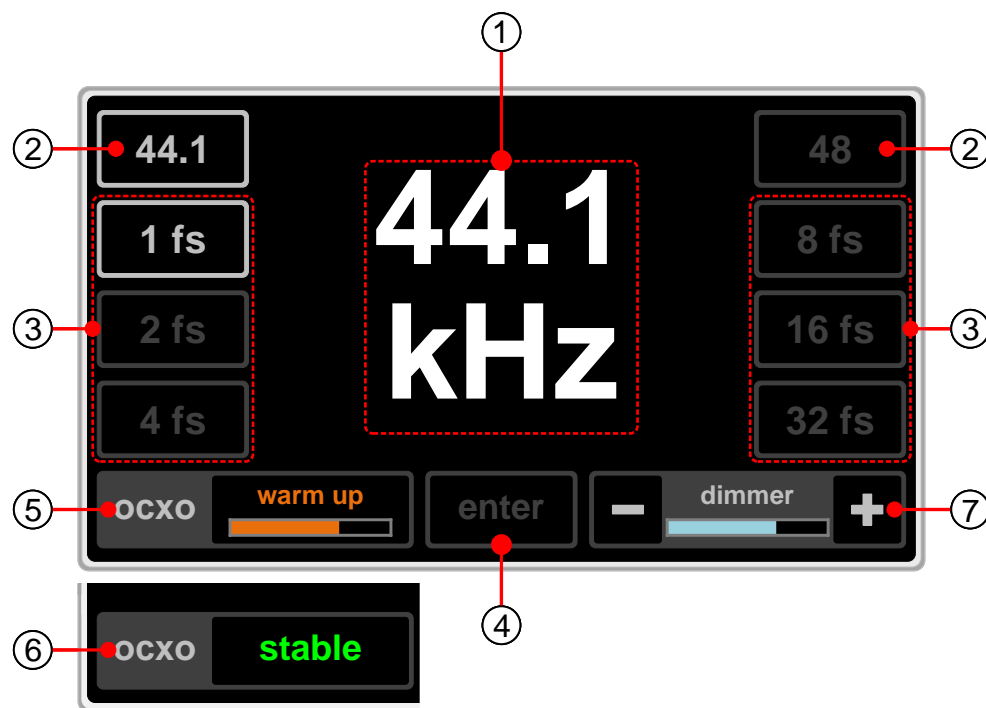 1
2
44.1
44.1
48
2
1 fs
8 fs
3
2 fs
kHz
16 fs
3
4 fs
32 fs
5
ocxo
warm up
enter
dimmer
7
4
6
ocxo
stable